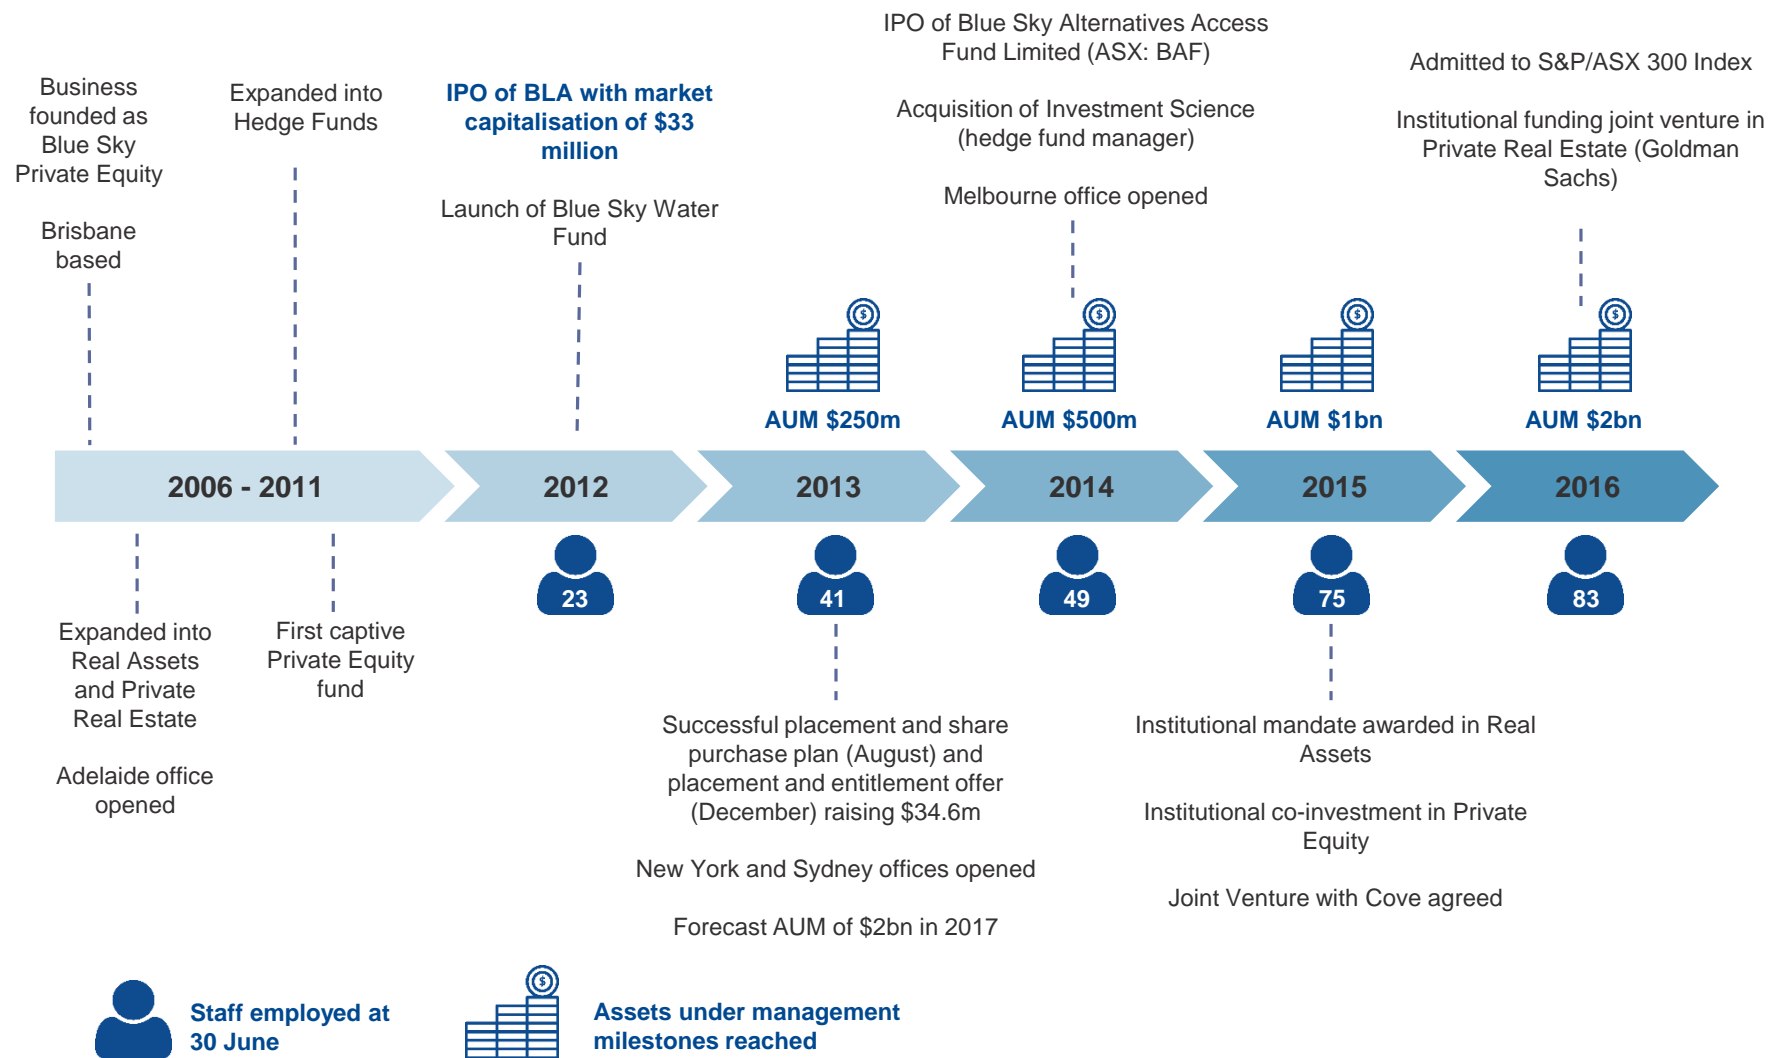 Business
founded as
Blue Sky
Private Equity
Brisbane
based
Expanded into
Hedge Funds
IPO of BLA with market
capitalisation of $33
million
Launch of Blue Sky Water
Fund
IPO of Blue Sky Alternatives Access
Fund Limited (ASX: BAF)
Acquisition of Investment Science
(hedge fund manager)
Melbourne office opened
Admitted to S&P/ASX 300 Index
Institutional funding joint venture in
Private Real Estate (Goldman
Sachs)
$
$
$
$
AUM $250m
AUM $500m
AUM $1bn
AUM $2bn
2006 - 2011
2012
2013
2014
2015
2016
23
41
49
75
83
Expanded into
Real Assets
and Private
Real Estate
Adelaide office
opened
First captive
Private Equity
fund
Successful placement and share
purchase plan (August) and
placement and entitlement offer
(December) raising $34.6m
New York and Sydney offices opened
Forecast AUM of $2bn in 2017
Institutional mandate awarded in Real
Assets
Institutional co-investment in Private
Equity
Joint Venture with Cove agreed
Staff employed at
30 June
$
Assets under management
milestones reached